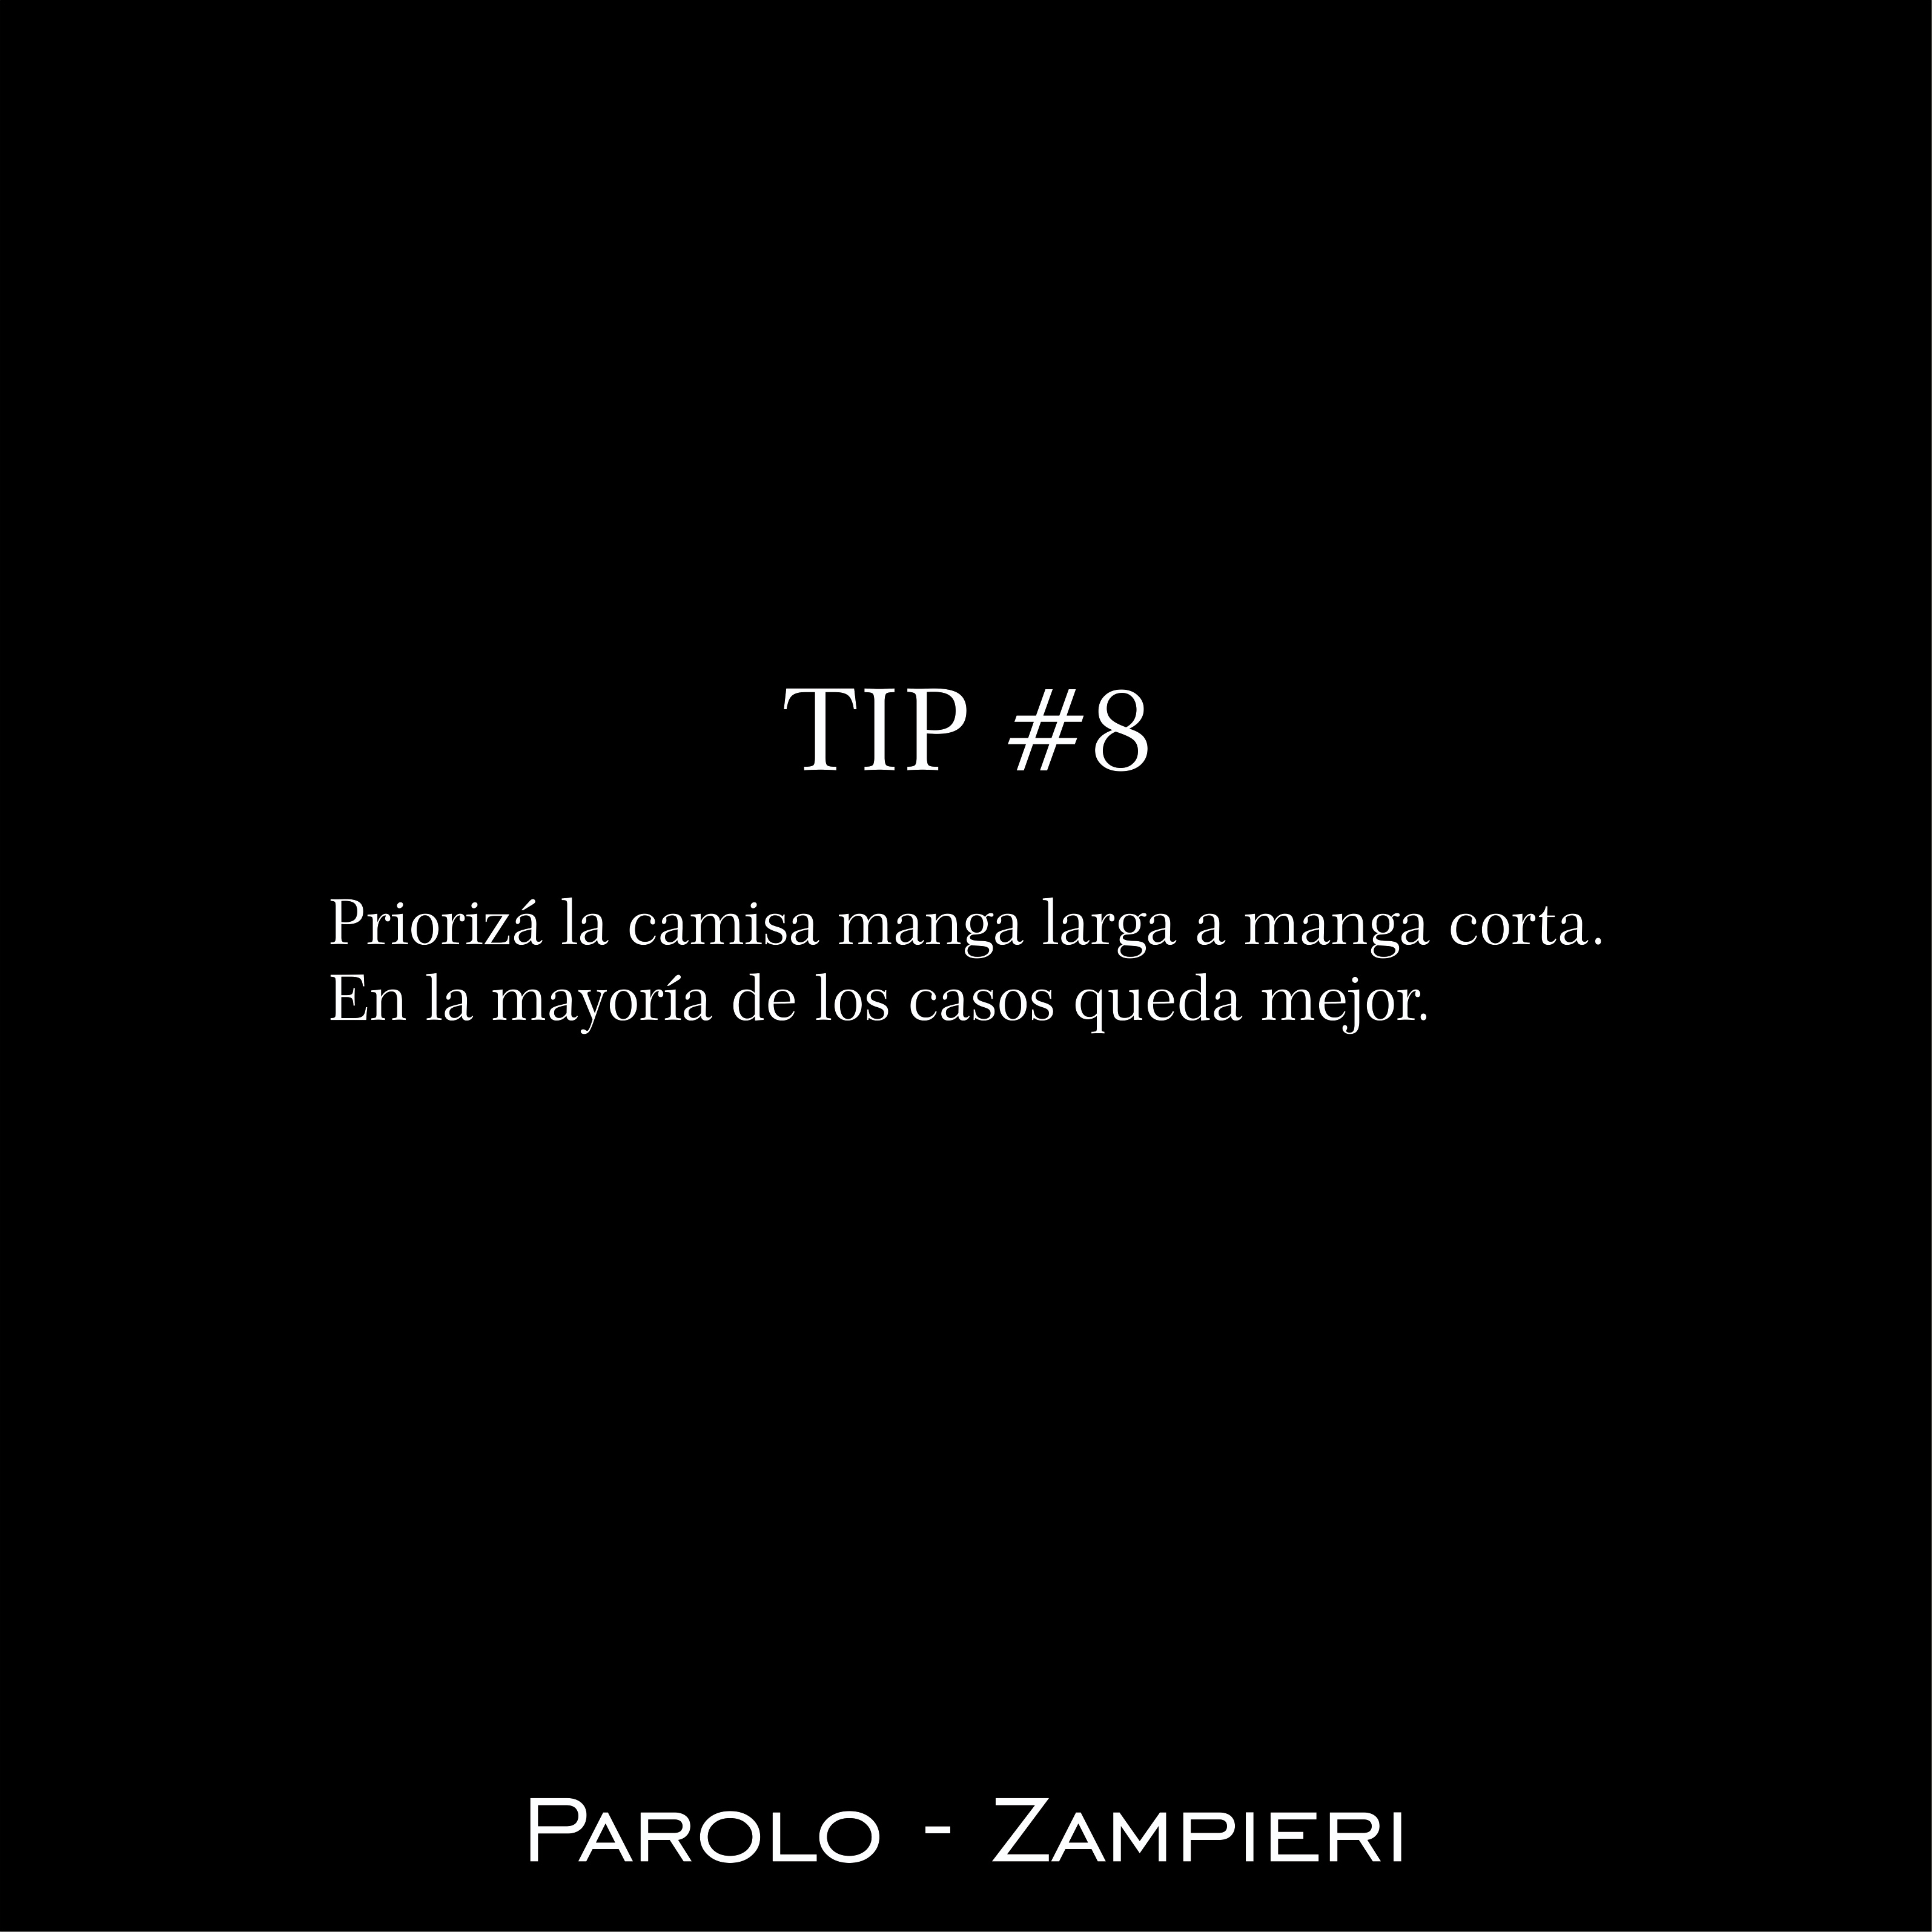 TIP #8
Priorizá la camisa manga larga a manga corta.
En la mayoría de los casos queda mejor.
PAROLO - ZAMPIERI